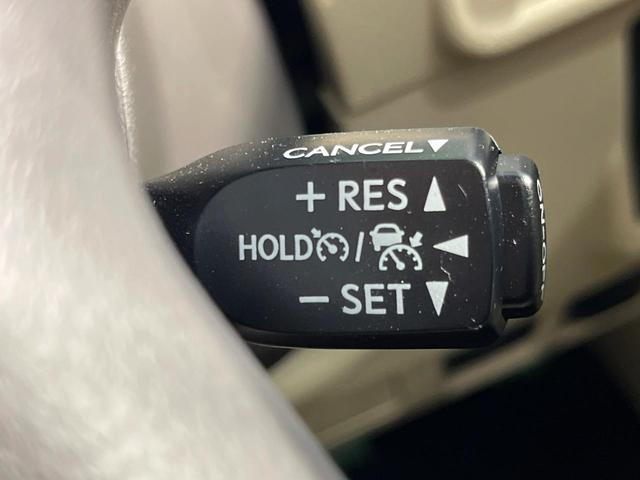 CANCEL▼
+ RES ▲
HOLD / ◀
− SET ▼